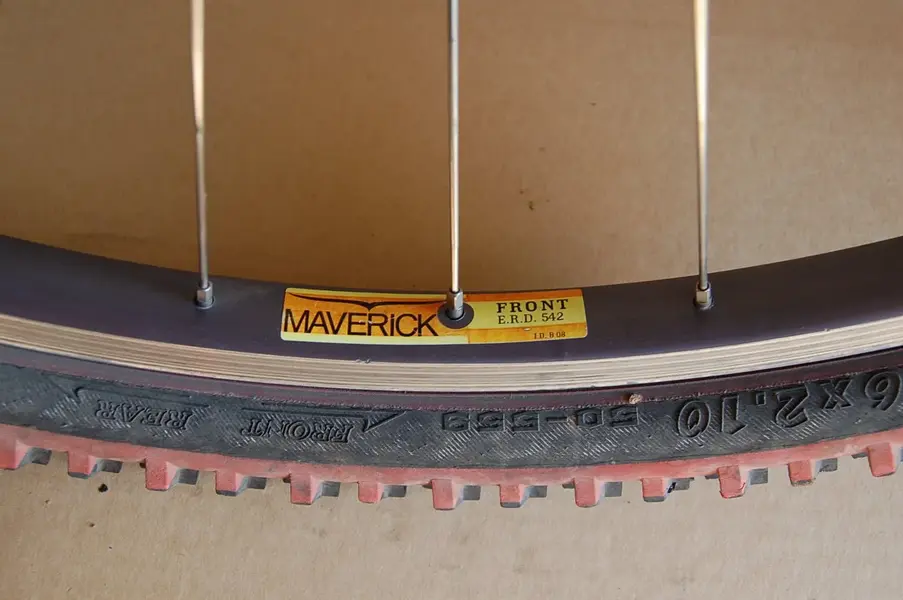 MAVERiCK
FRONT
E.R.D. 542
I.D. B 08
REAR
FRONT
50-559
6x2.10